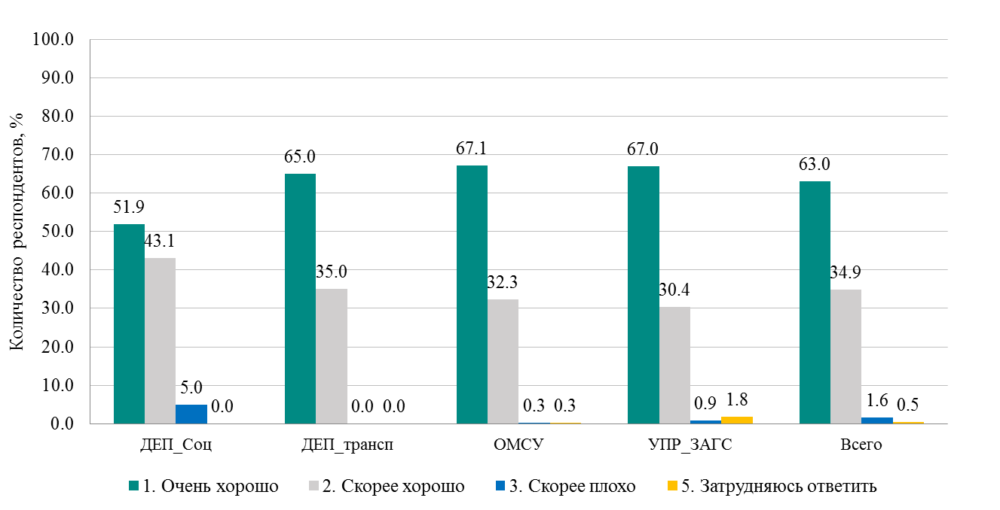 Количество респондентов, %
100.0
90.0
80.0
70.0
60.0
50.0
40.0
30.0
20.0
10.0
0.0
51.9 43.1 5.0 0.0
65.0 35.0 0.0 0.0
67.1 32.3 0.3 0.3
67.0 30.4 0.9 1.8
63.0 34.9 1.6 0.5
ДЕП_Соц ДЕП_трансп ОМСУ УПР_ЗАГС Всего
1. Очень хорошо 2. Скорее хорошо 3. Скорее плохо 5. Затрудняюсь ответить